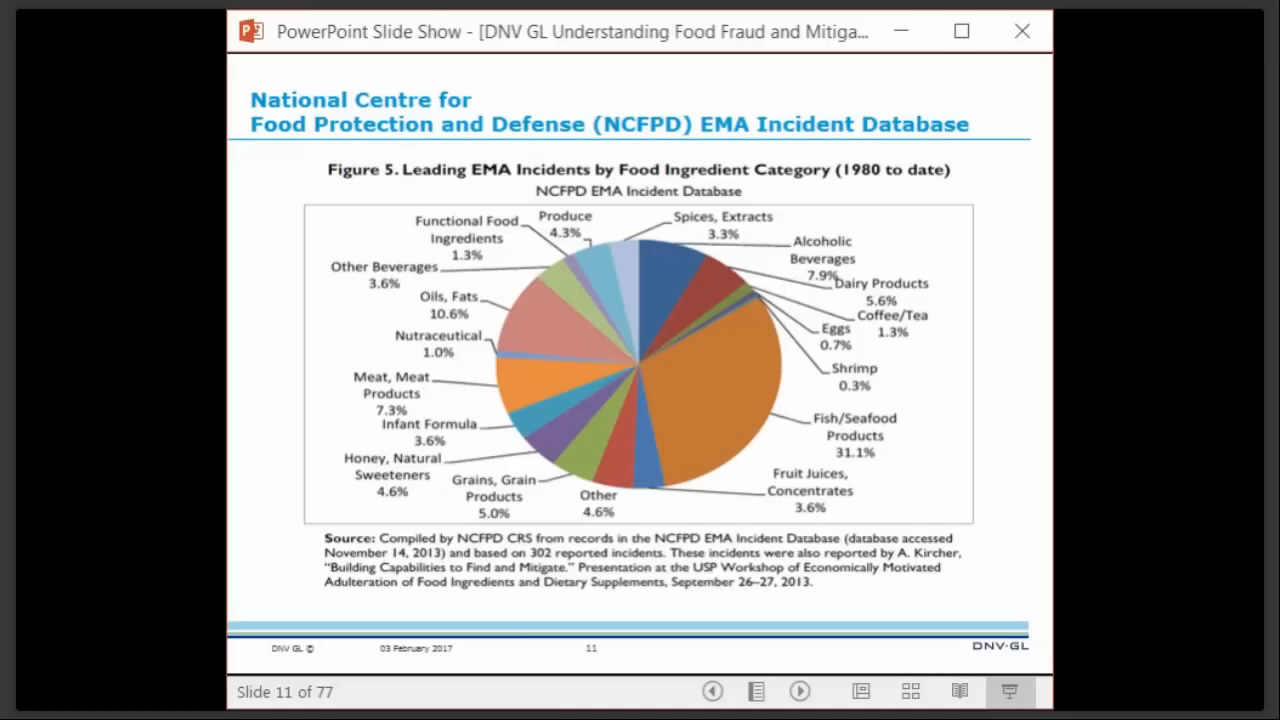 PowerPoint Slide Show - [DNV GL Understanding Food Fraud and Mitiga...
National Centre for
Food Protection and Defense (NCFPD) EMA Incident Database
Figure 5. Leading EMA Incidents by Food Ingredient Category (1980 to date)
NCFPD EMA Incident Database
Functional Food
Ingredients
1.3%
Produce
4.3%
Spices, Extracts
3.3%
Alcoholic
Beverages
7.9%
Dairy Products
5.6%
Coffee/Tea
1.3%
Eggs
0.7%
Shrimp
0.3%
Fish/Seafood
Products
31.1%
Fruit Juices,
Concentrates
3.6%
Other
4.6%
Grains, Grain
Products
5.0%
Honey, Natural
Sweeteners
4.6%
Infant Formula
3.6%
Meat, Meat
Products
7.3%
Nutraceutical
1.0%
Oils, Fats
10.6%
Other Beverages
3.6%
Source: Compiled by NCFPD CRS from records in the NCFPD EMA Incident Database (database accessed
November 14, 2013) and based on 302 reported incidents. These incidents were also reported by A. Kircher,
"Building Capabilities to Find and Mitigate." Presentation at the USP Workshop of Economically Motivated
Adulteration of Food Ingredients and Dietary Supplements, September 26–27, 2013.
DNV GL ©
03 February 2017
11
DNV·GL
Slide 11 of 77